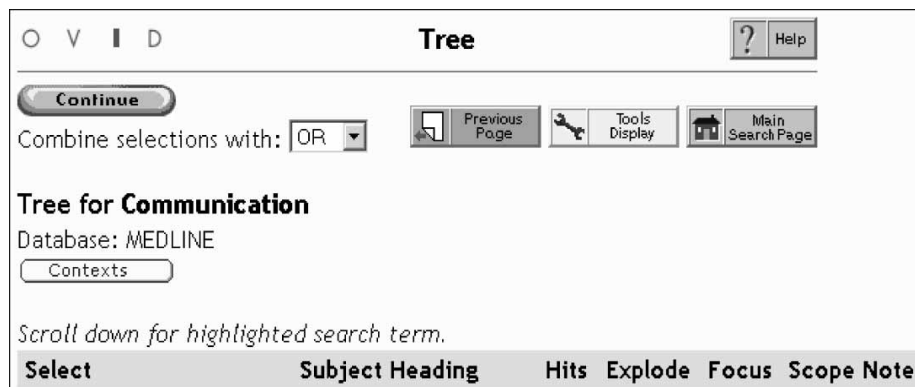 O V I D Tree ? Help
Continue
Combine selections with: OR
Previous Page Tools Display Main Search Page
Tree for Communication
Database: MEDLINE
Contexts
Scroll down for highlighted search term.
Select Subject Heading Hits Explode Focus Scope Note